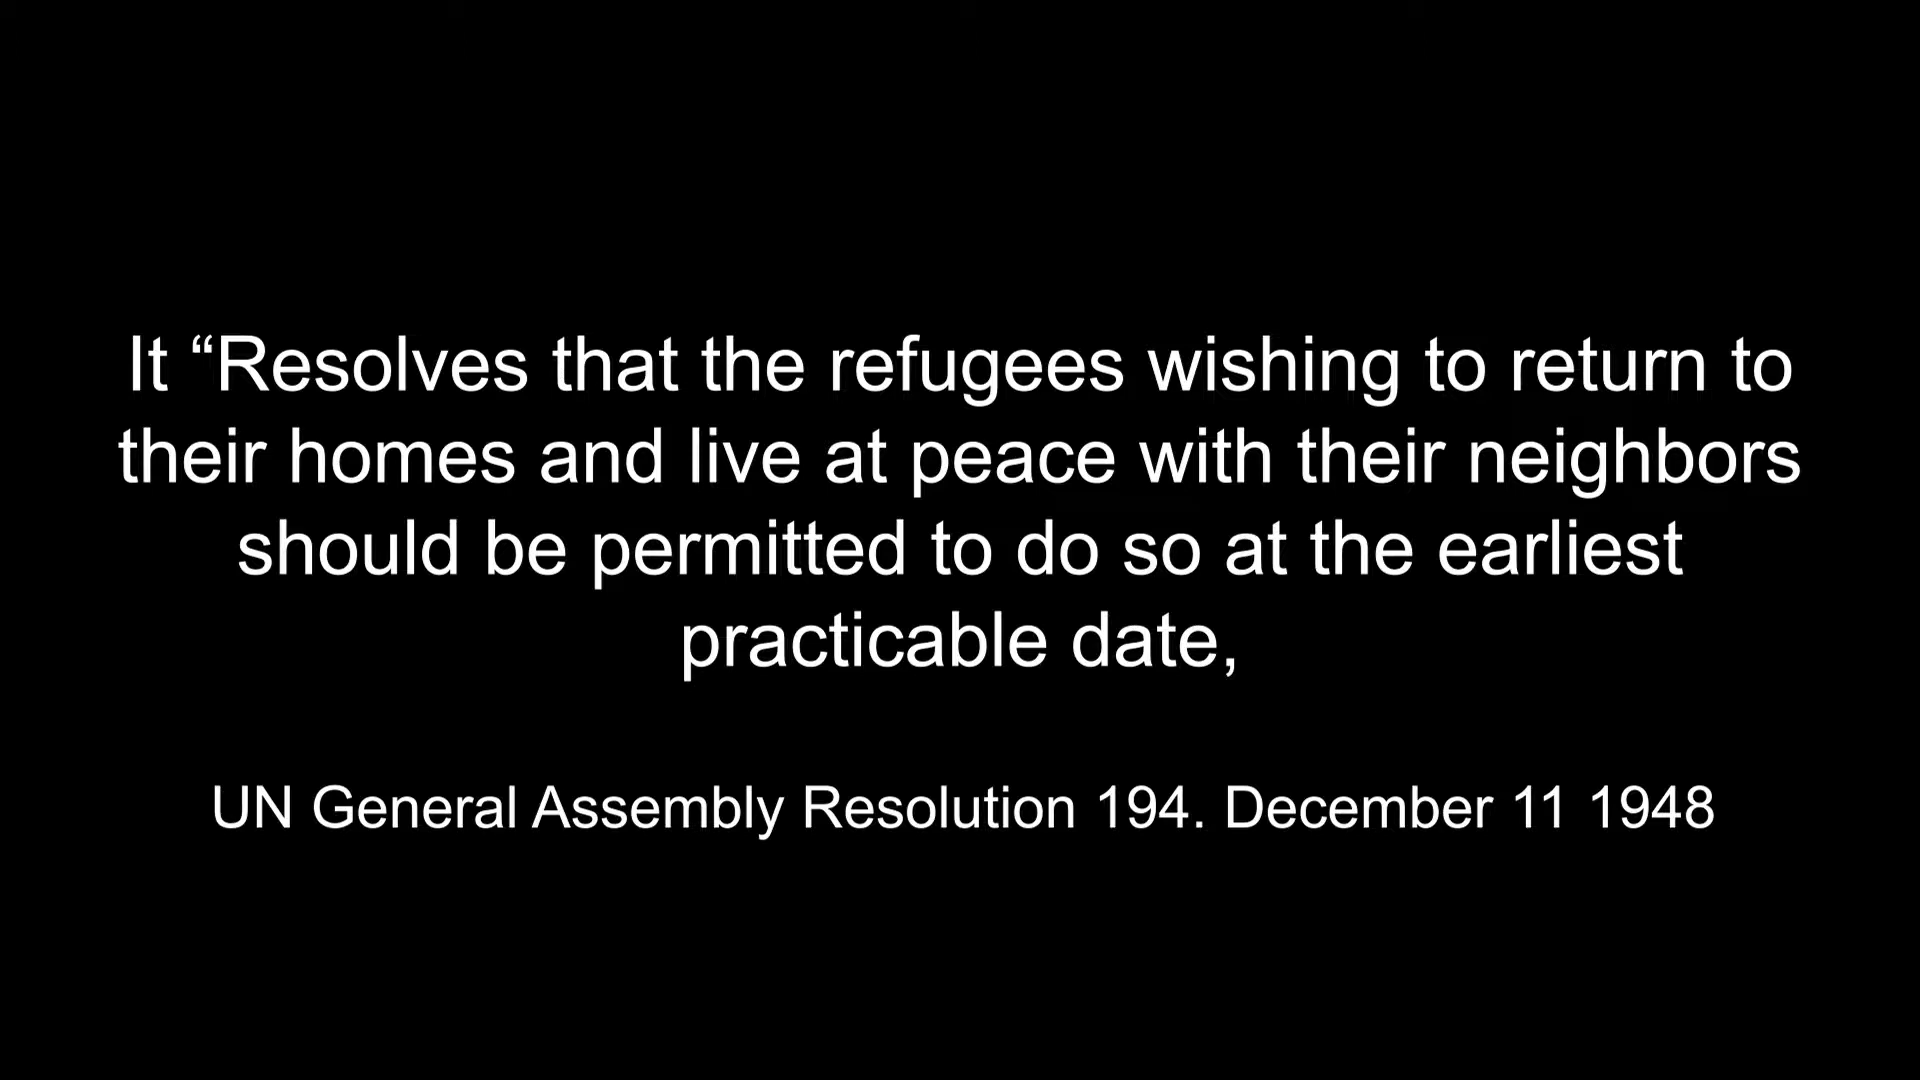 It “Resolves that the refugees wishing to return to
their homes and live at peace with their neighbors
should be permitted to do so at the earliest
practicable date,
UN General Assembly Resolution 194. December 11 1948